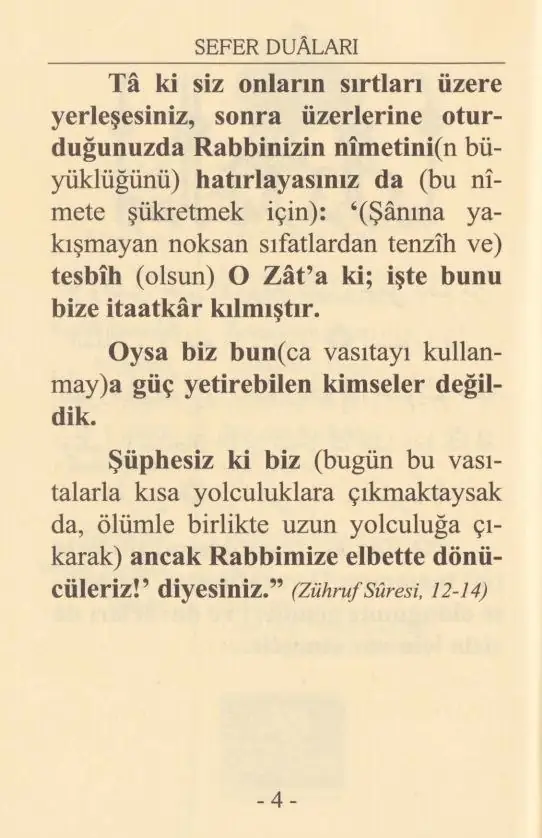 SEFER DUÂLARI
Tâ ki siz onların sırtları üzere
yerleşesiniz, sonra üzerlerine otur-
duğunuzda Rabbinizin nîmetini(n bü-
yüklüğünü) hatırlayasınız da (bu nî-
mete şükretmek için): ‘(Şânına ya-
kışmayan noksan sıfatlardan tenzîh ve)
tesbîh (olsun) O Zât’a ki; işte bunu
bize itaatkâr kılmıştır.
Oysa biz bun(ca vasıtayı kullan-
may)a güç yetirebilen kimseler değil-
dik.
Şüphesiz ki biz (bugün bu vası-
talarla kısa yolculuklara çıkmaktaysak
da, ölümle birlikte uzun yolculuğa çı-
karak) ancak Rabbimize elbette dönü-
cüleriz!’ diyesiniz.” (Zühruf Sûresi, 12-14)
- 4 -